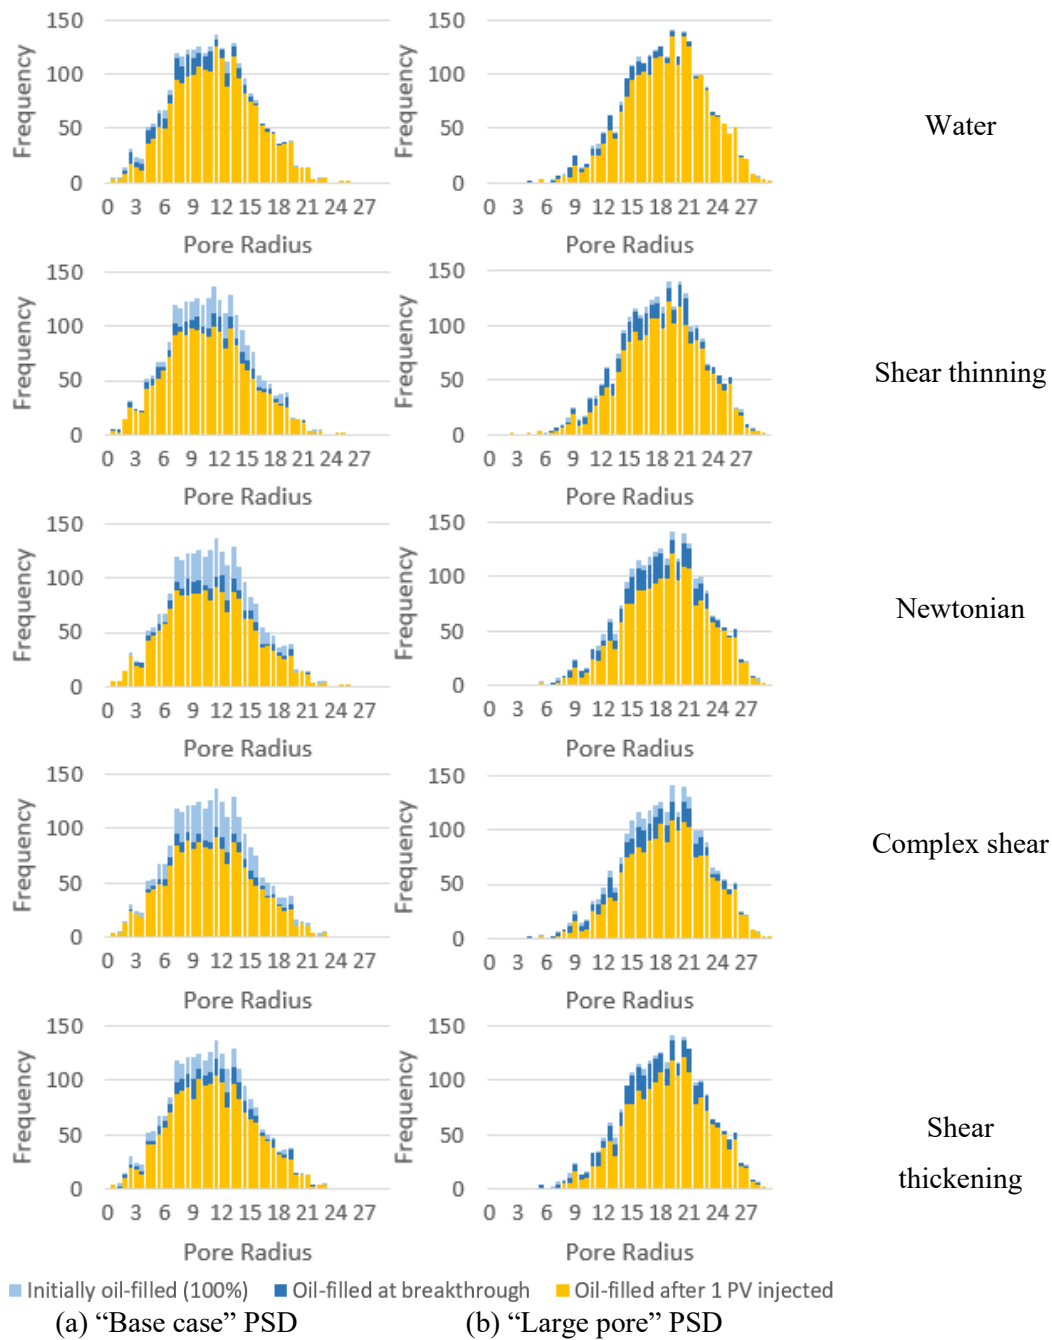 150
100
50
0
Frequency
0 3 6 9 12 15 18 21 24 27
Pore Radius
150
100
50
0
Frequency
0 3 6 9 12 15 18 21 24 27
Pore Radius
Water
150
100
50
0
Frequency
0 3 6 9 12 15 18 21 24 27
Pore Radius
150
100
50
0
Frequency
0 3 6 9 12 15 18 21 24 27
Pore Radius
Shear thinning
150
100
50
0
Frequency
0 3 6 9 12 15 18 21 24 27
Pore Radius
150
100
50
0
Frequency
0 3 6 9 12 15 18 21 24 27
Pore Radius
Newtonian
150
100
50
0
Frequency
0 3 6 9 12 15 18 21 24 27
Pore Radius
150
100
50
0
Frequency
0 3 6 9 12 15 18 21 24 27
Pore Radius
Complex shear
150
100
50
0
Frequency
0 3 6 9 12 15 18 21 24 27
Pore Radius
150
100
50
0
Frequency
0 3 6 9 12 15 18 21 24 27
Pore Radius
Shear
thickening
Initially oil-filled (100%) Oil-filled at breakthrough Oil-filled after 1 PV injected
(a) “Base case” PSD (b) “Large pore” PSD